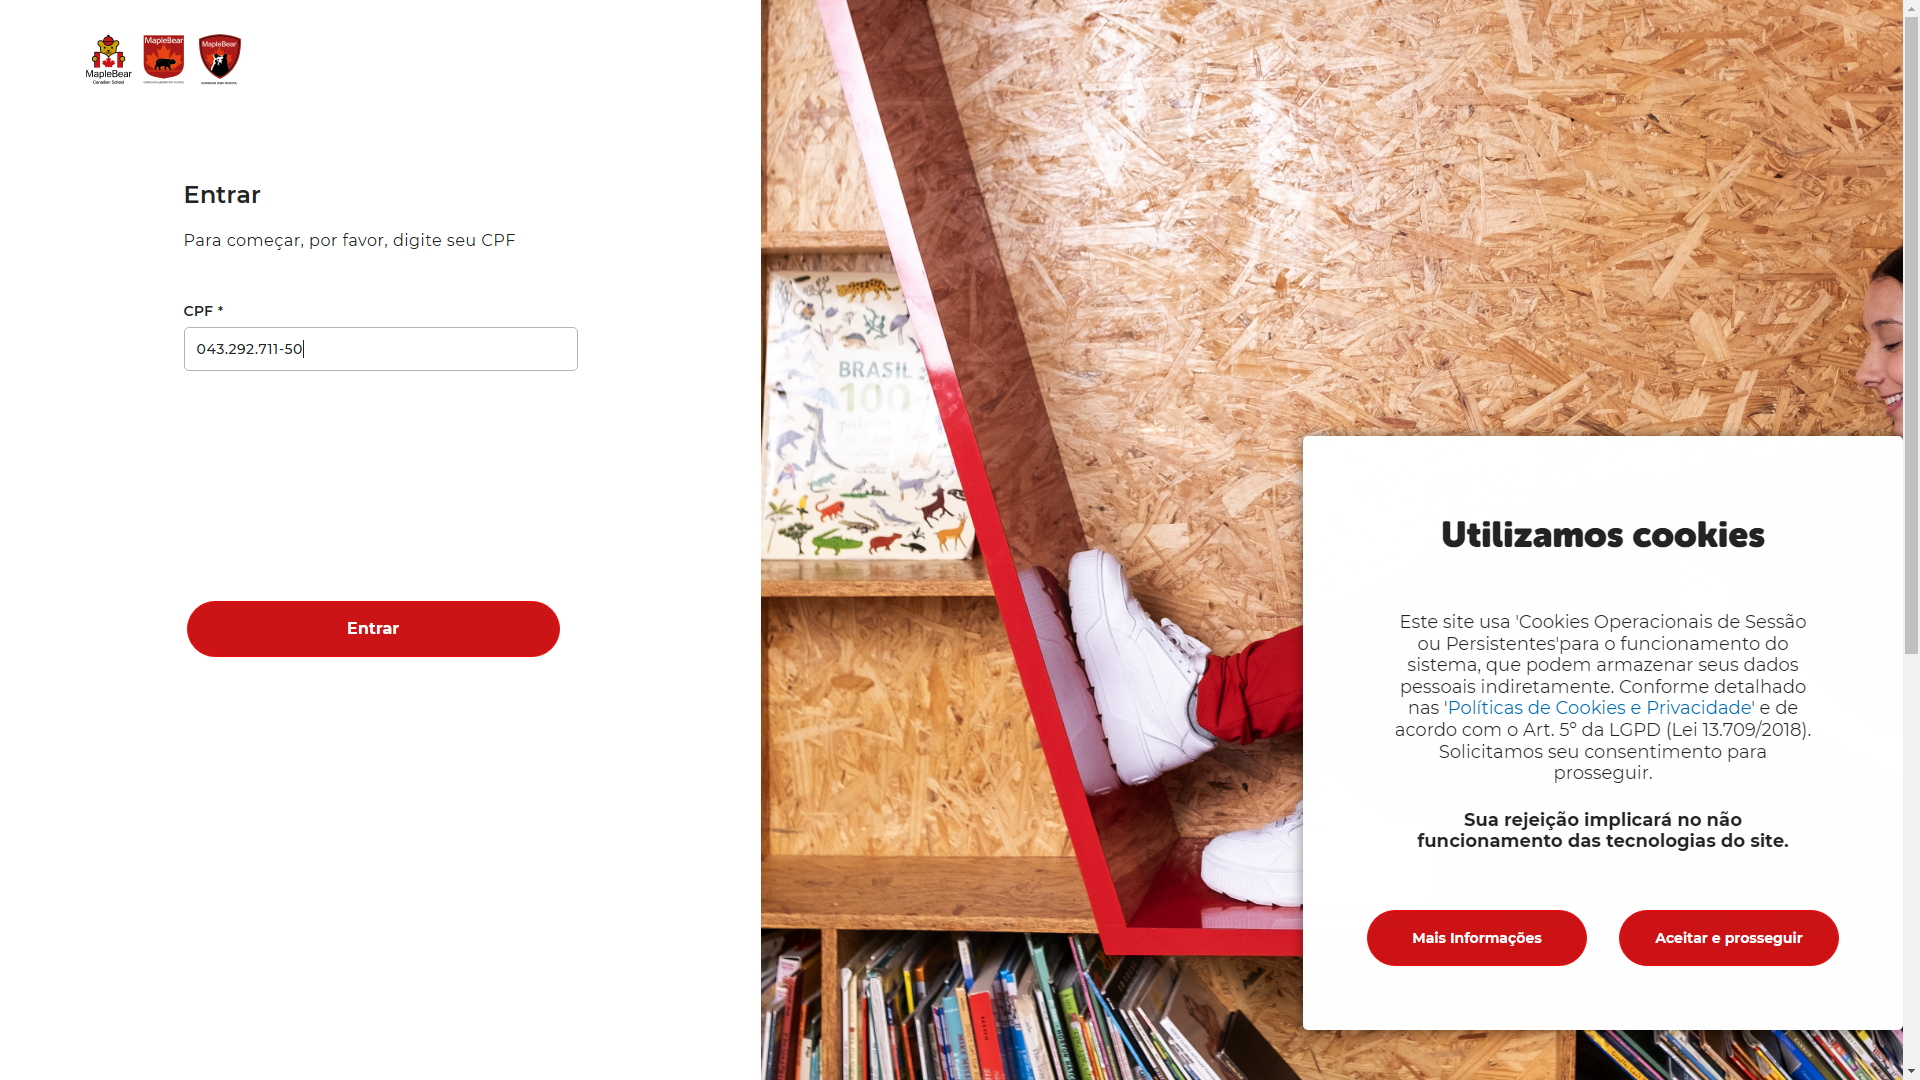 MapleBear
Canadian School
MapleBear
MapleBear
Entrar
Para começar, por favor, digite seu CPF
CPF *
043.292.711-50
Entrar
BRASIL
100
Utilizamos cookies
Este site usa 'Cookies Operacionais de Sessão
ou Persistentes'para o funcionamento do
sistema, que podem armazenar seus dados
pessoais indiretamente. Conforme detalhado
nas 'Políticas de Cookies e Privacidade' e de
acordo com o Art. 5º da LGPD (Lei 13.709/2018).
Solicitamos seu consentimento para
prosseguir.
Sua rejeição implicará no não
funcionamento das tecnologias do site.
Mais Informações
Aceitar e prosseguir